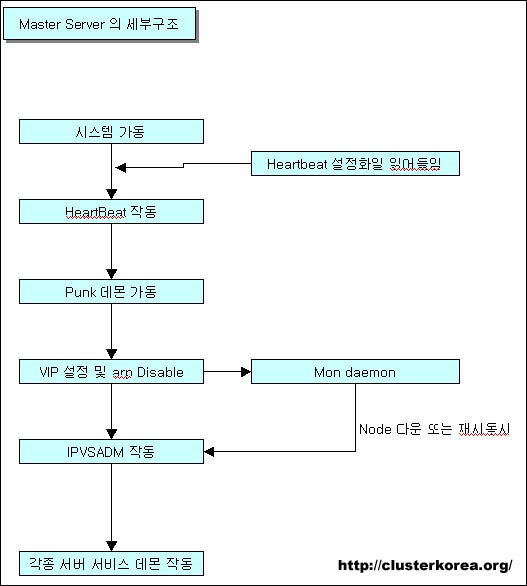 Master Server 의 세부구조
시스템 가동
Heartbeat 설정화일 읽어들임
HeartBeat 작동
Punk 데몬 가동
VIP 설정 및 arp Disable
Mon daemon
Node 다운 또는 재시동시
IPVSADM 작동
각종 서버 서비스 데몬 작동
http://clusterkorea.org/